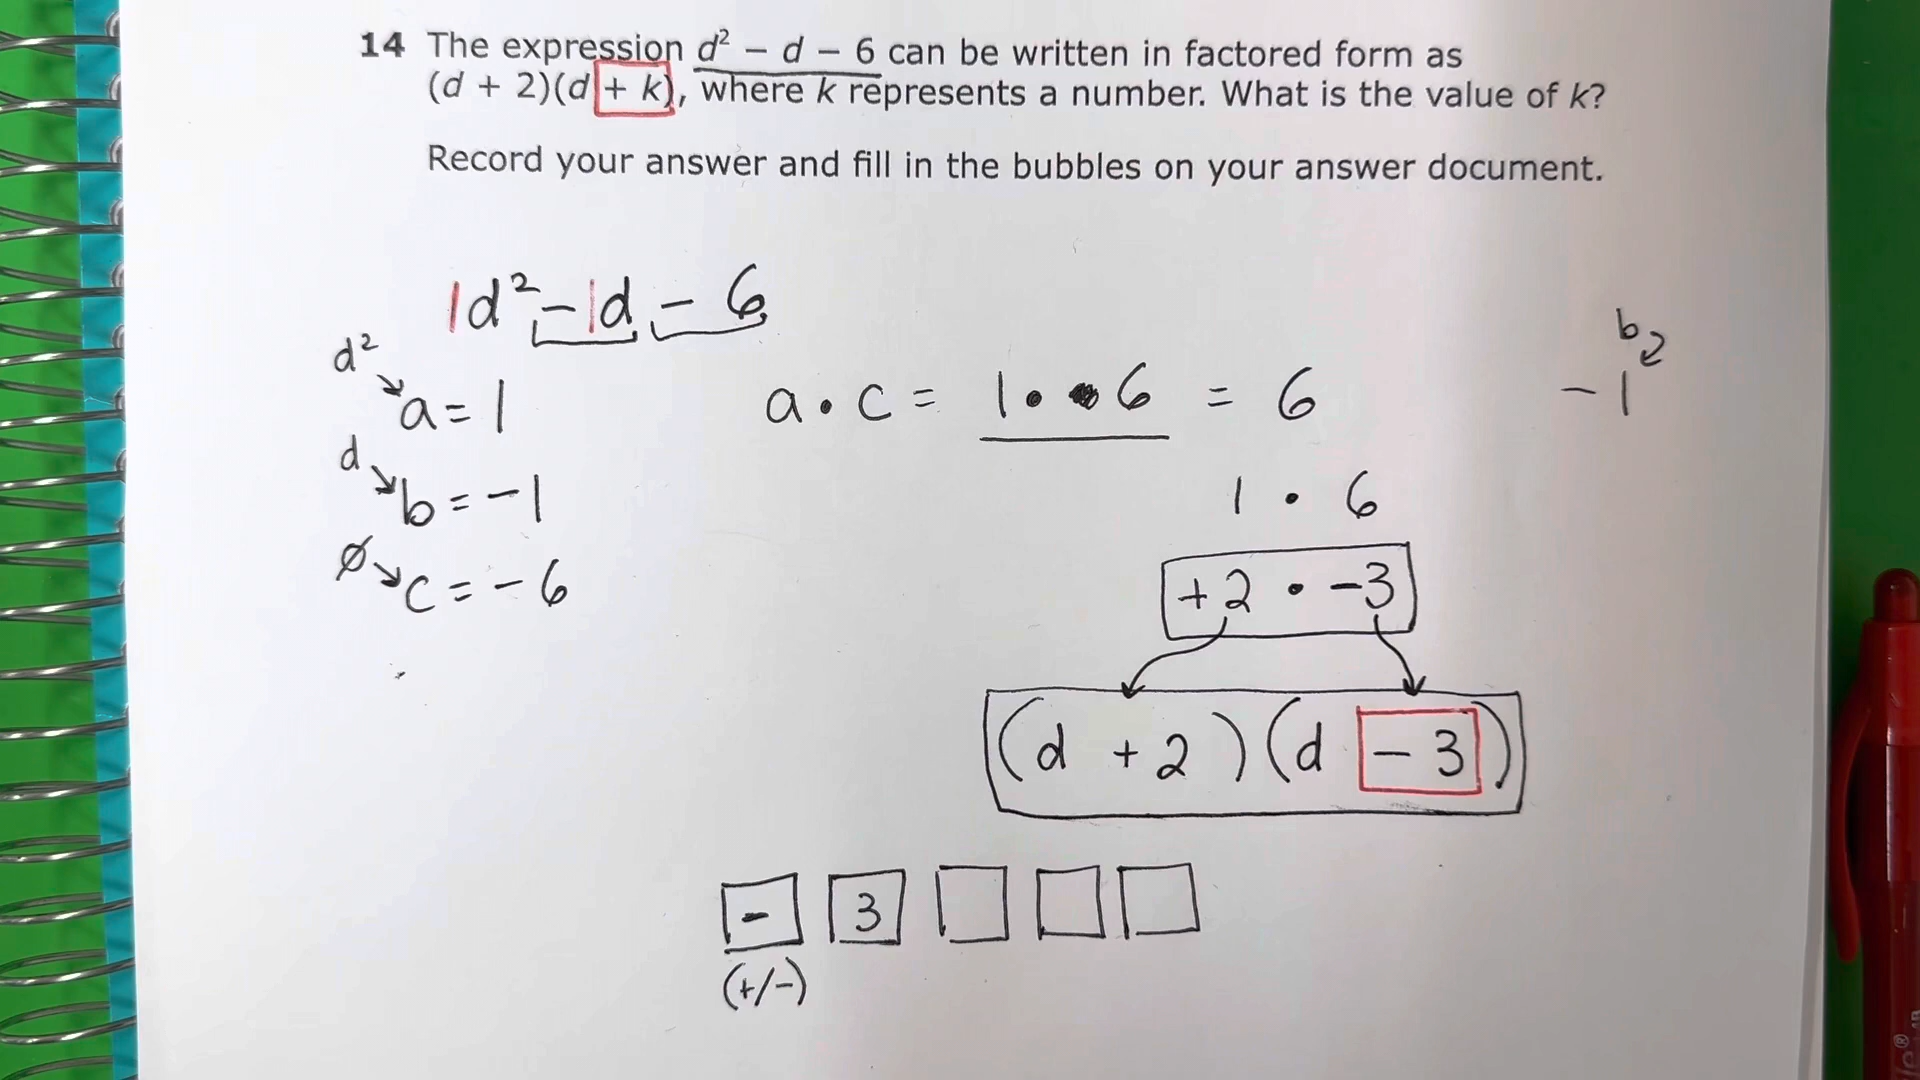 14 The expression d² − d − 6 can be written in factored form as
(d + 2)(d + k), where k represents a number. What is the value of k?
Record your answer and fill in the bubbles on your answer document.
1d² − 1d − 6
d²
a = 1
d
b = −1
Ø
c = −6
a · c = 1 · 6 = 6
b
−1
1 · 6
+2 · −3
(d + 2)(d − 3)
- 3
(+/-)